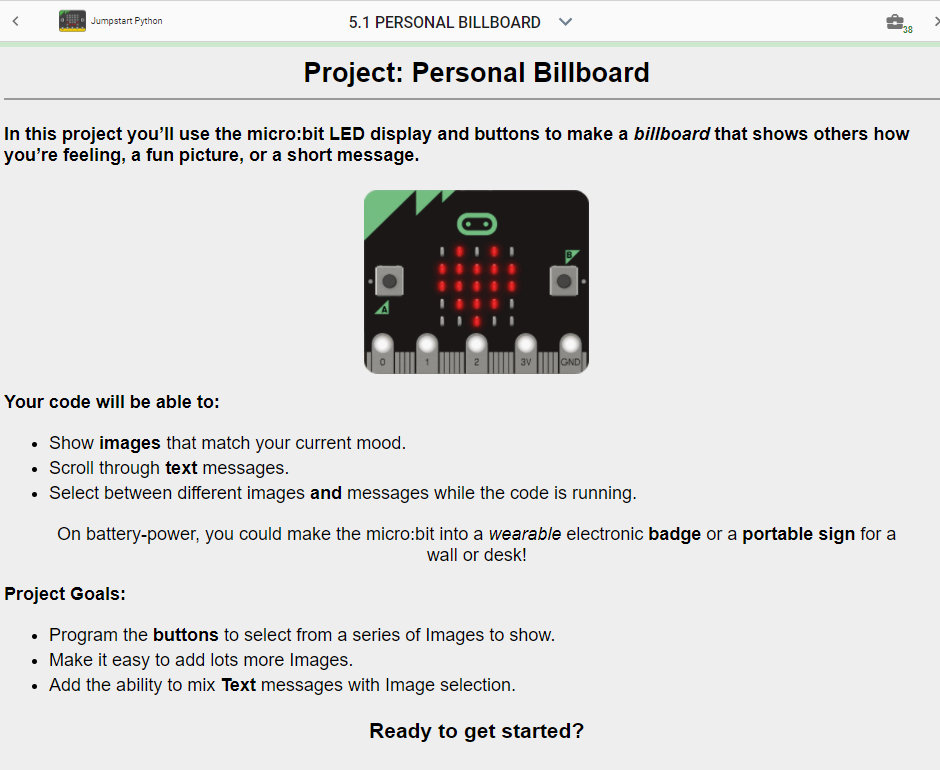 Jumpstart Python
5.1 PERSONAL BILLBOARD
38
Project: Personal Billboard
In this project you’ll use the micro:bit LED display and buttons to make a billboard that shows others how
you’re feeling, a fun picture, or a short message.
B
A
0 1 2 3V GND
Your code will be able to:
• Show images that match your current mood.
• Scroll through text messages.
• Select between different images and messages while the code is running.
On battery-power, you could make the micro:bit into a wearable electronic badge or a portable sign for a
wall or desk!
Project Goals:
• Program the buttons to select from a series of Images to show.
• Make it easy to add lots more Images.
• Add the ability to mix Text messages with Image selection.
Ready to get started?